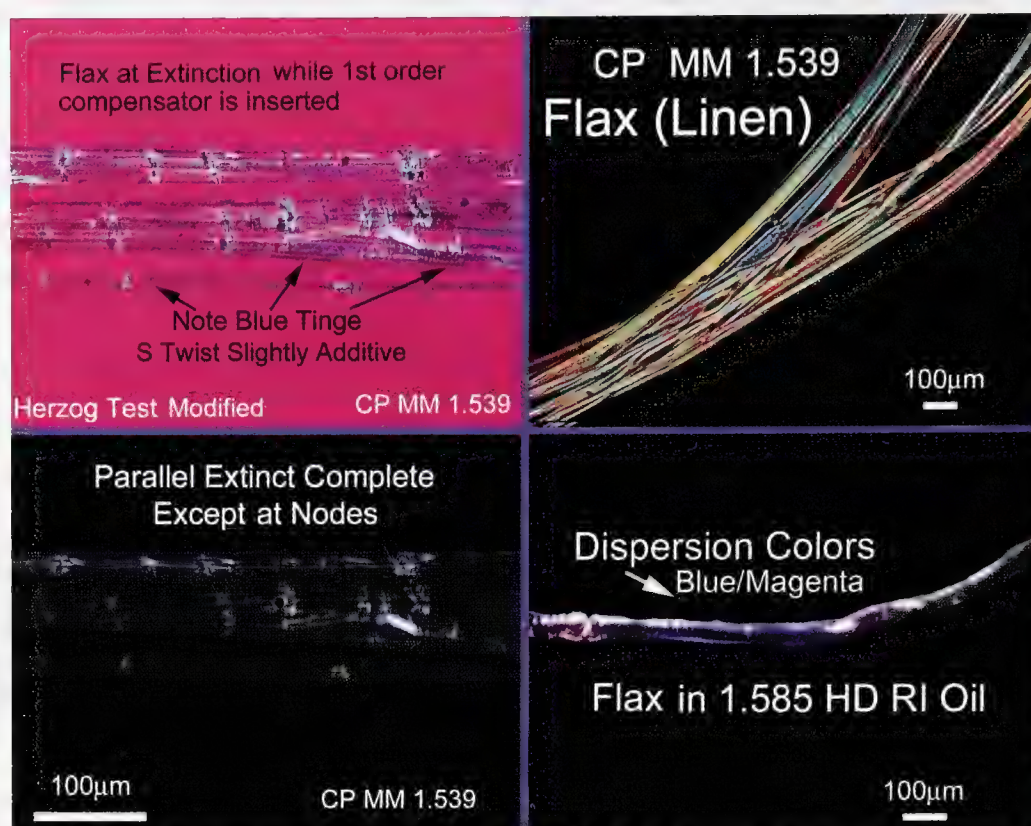 Flax at Extinction while 1st order
compensator is inserted
Note Blue Tinge
S Twist Slightly Additive
Herzog Test Modified CP MM 1.539
CP MM 1.539
Flax (Linen)
100µm
Parallel Extinct Complete
Except at Nodes
100µm
CP MM 1.539
Dispersion Colors
Blue/Magenta
Flax in 1.585 HD RI Oil
100µm